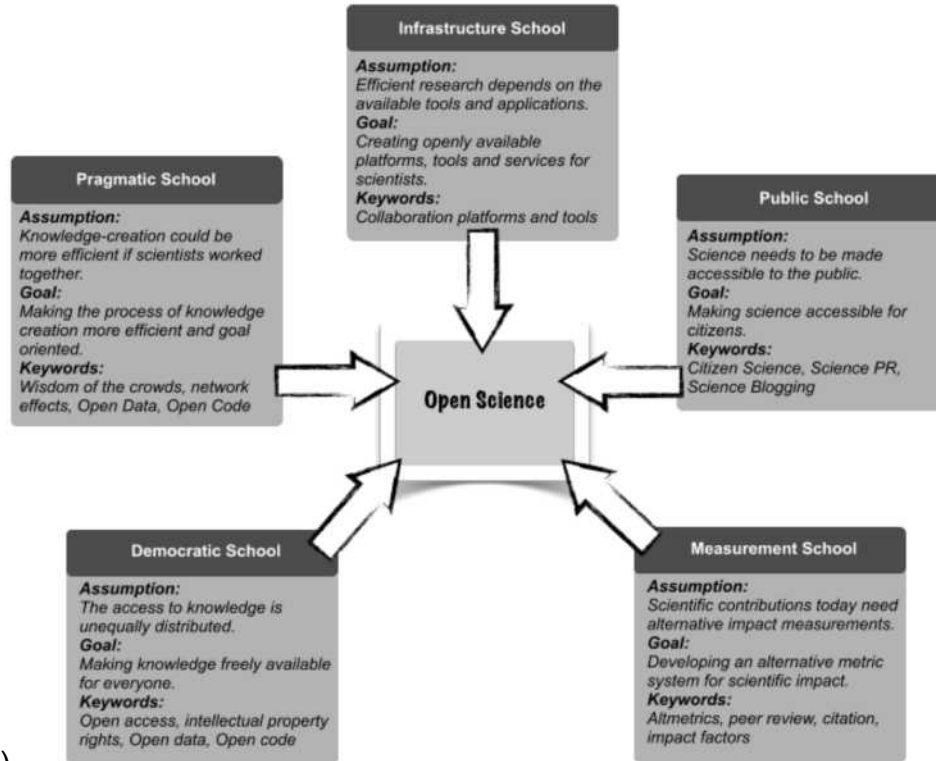 Infrastructure School
Assumption:
Efficient research depends on the
available tools and applications.
Goal:
Creating openly available
platforms, tools and services for
scientists.
Keywords:
Collaboration platforms and tools
Pragmatic School
Assumption:
Knowledge-creation could be
more efficient if scientists worked
together.
Goal:
Making the process of knowledge
creation more efficient and goal
oriented.
Keywords:
Wisdom of the crowds, network
effects, Open Data, Open Code
Public School
Assumption:
Science needs to be made
accessible to the public.
Goal:
Making science accessible for
citizens.
Keywords:
Citizen Science, Science PR,
Science Blogging
Open Science
Democratic School
Assumption:
The access to knowledge is
unequally distributed.
Goal:
Making knowledge freely available
for everyone.
Keywords:
Open access, intellectual property
rights, Open data, Open code
Measurement School
Assumption:
Scientific contributions today need
alternative impact measurements.
Goal:
Developing an alternative metric
system for scientific impact.
Keywords:
Altmetrics, peer review, citation,
impact factors
)